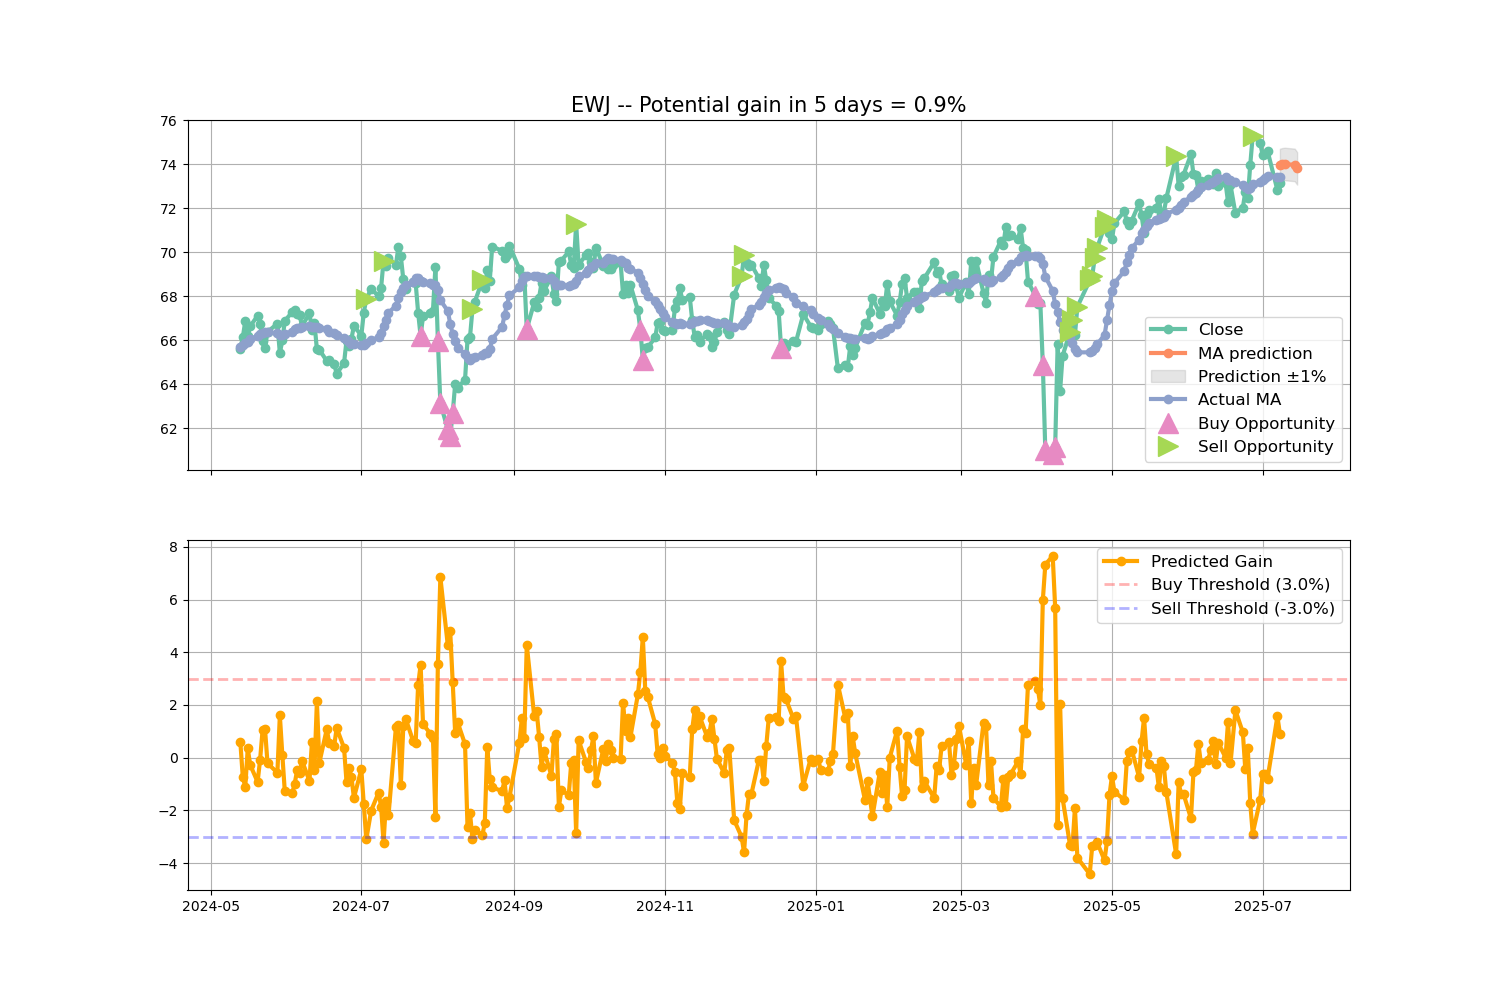 EWJ -- Potential gain in 5 days = 0.9%
76
74
72
70
68
66
64
62
Close
MA prediction
Prediction ±1%
Actual MA
Buy Opportunity
Sell Opportunity
8
6
4
2
0
−2
−4
Predicted Gain
Buy Threshold (3.0%)
Sell Threshold (-3.0%)
2024-05 2024-07 2024-09 2024-11 2025-01 2025-03 2025-05 2025-07